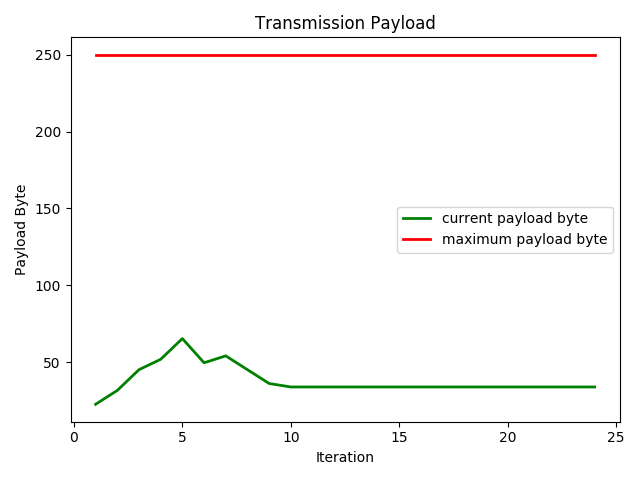 Transmission Payload
250
200
150
100
50
Payload Byte
current payload byte
maximum payload byte
0
5
10
15
20
25
Iteration